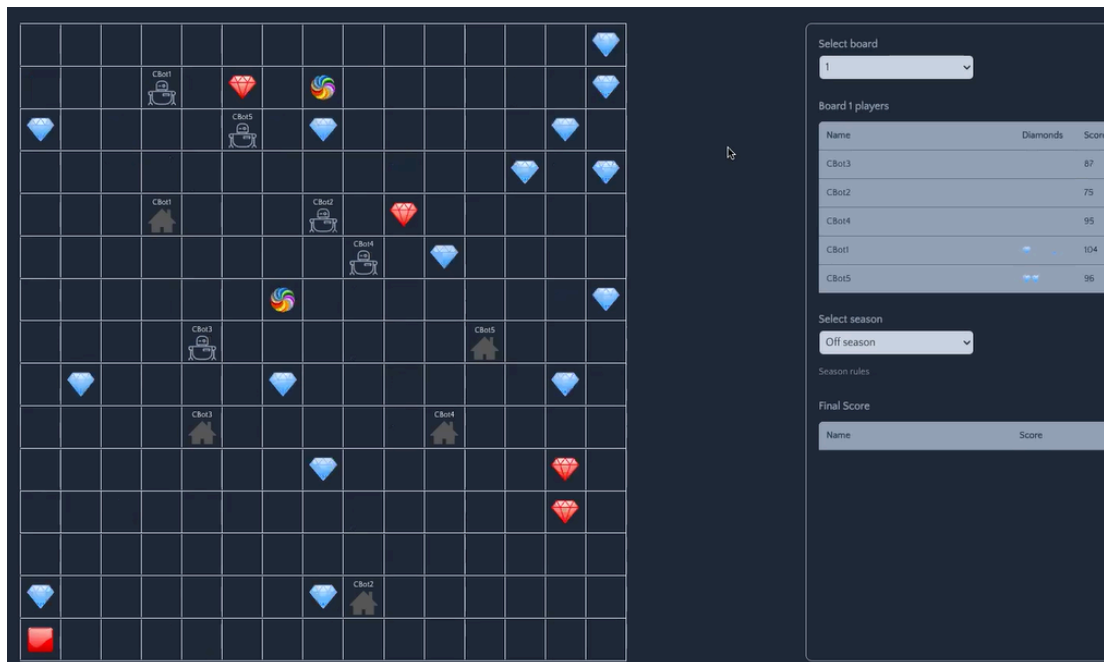 CBot1
CBot5
CBot1
CBot2
CBot4
CBot3
CBot5
CBot3
CBot4
CBot2
Select board
1
Board 1 players
Name Diamonds Score
CBot3 87
CBot2 75
CBot4 95
CBot1 104
CBot5 96
Select season
Off season
Season rules
Final Score
Name Score